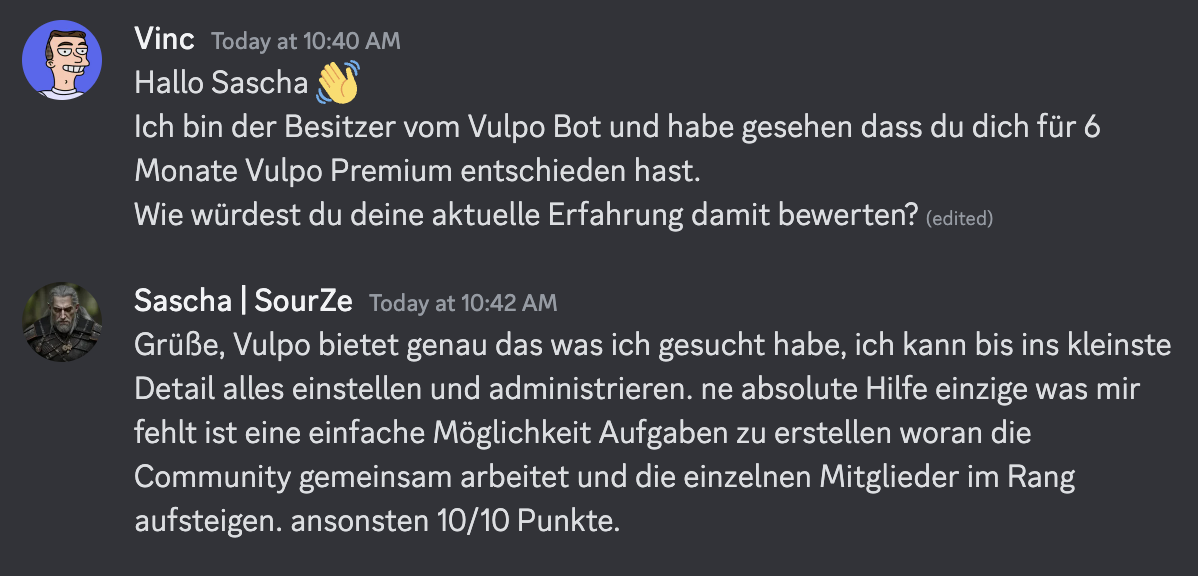 Vinc Today at 10:40 AM
Hallo Sascha 👋
Ich bin der Besitzer vom Vulpo Bot und habe gesehen dass du dich für 6
Monate Vulpo Premium entschieden hast.
Wie würdest du deine aktuelle Erfahrung damit bewerten? (edited)
Sascha | SourZe Today at 10:42 AM
Grüße, Vulpo bietet genau das was ich gesucht habe, ich kann bis ins kleinste
Detail alles einstellen und administrieren. ne absolute Hilfe einzige was mir
fehlt ist eine einfache Möglichkeit Aufgaben zu erstellen woran die
Community gemeinsam arbeitet und die einzelnen Mitglieder im Rang
aufsteigen. ansonsten 10/10 Punkte.